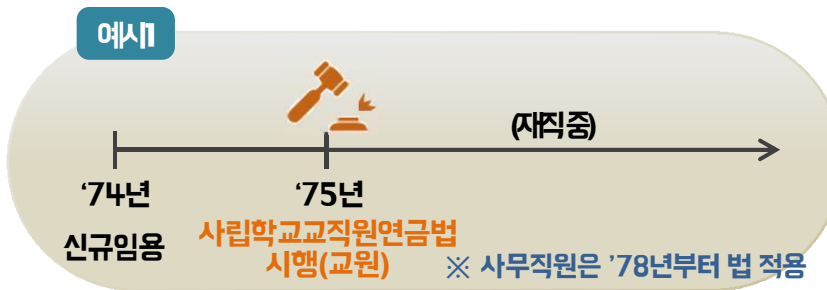 예시1
(재직중)
‘74년
‘75년
신규임용
사립학교교직원연금법
시행(교원)
※ 사무직원은 ’78년부터 법 적용